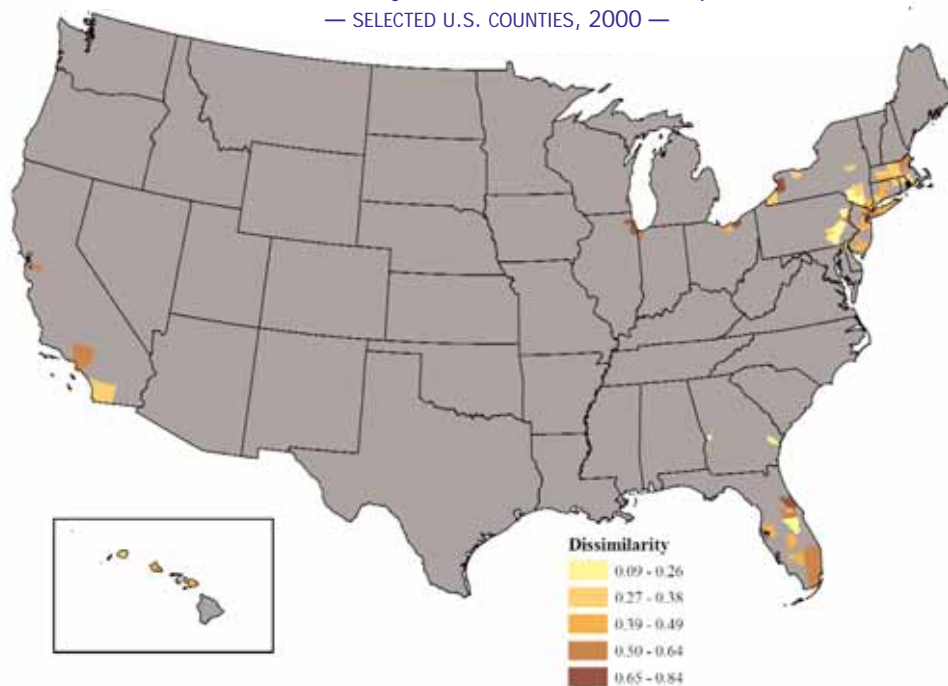 — SELECTED U.S. COUNTIES, 2000 —
Dissimilarity
0.09 - 0.26
0.27 - 0.38
0.39 - 0.49
0.50 - 0.64
0.65 - 0.84